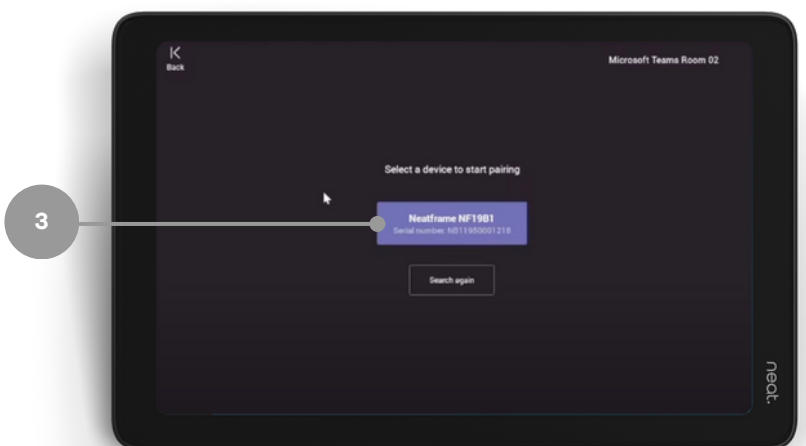 Back
Microsoft Teams Room 02
Select a device to start pairing
3
Neatframe NF19B1
Serial number: NB11950001218
Search again
neat.